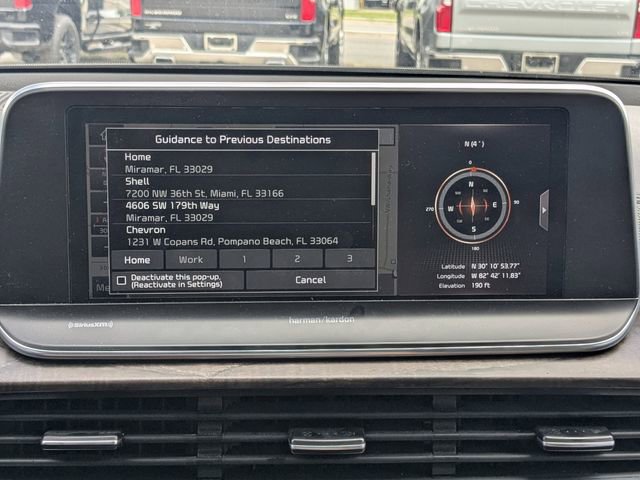 CHEVROLET
Guidance to Previous Destinations
Home
Miramar, FL 33029
Shell
7200 NW 36th St, Miami, FL 33166
4606 SW 179th Way
Miramar, FL 33029
Chevron
1231 W Copans Rd, Pompano Beach, FL 33064
Home Work 1 2 3
Deactivate this pop-up.
(Reactivate in Settings)
Cancel
N (4°)
0
N
270 W E 90
S
180
Latitude N 30° 10' 53.77"
Longitude W 82° 42' 11.83"
Elevation 190 ft
((SiriusXM))
harman/kardon